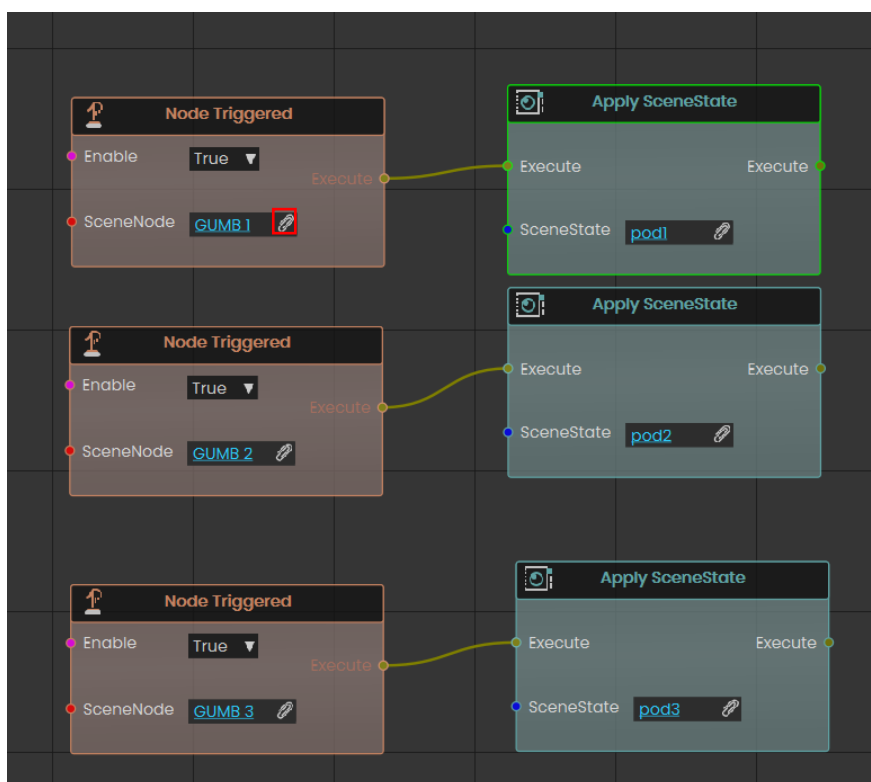 Node Triggered
Enable
True
Execute
SceneNode
GUMB 1
Apply SceneState
Execute
Execute
SceneState
pod1
Node Triggered
Enable
True
Execute
SceneNode
GUMB 2
Apply SceneState
Execute
Execute
SceneState
pod2
Node Triggered
Enable
True
Execute
SceneNode
GUMB 3
Apply SceneState
Execute
Execute
SceneState
pod3